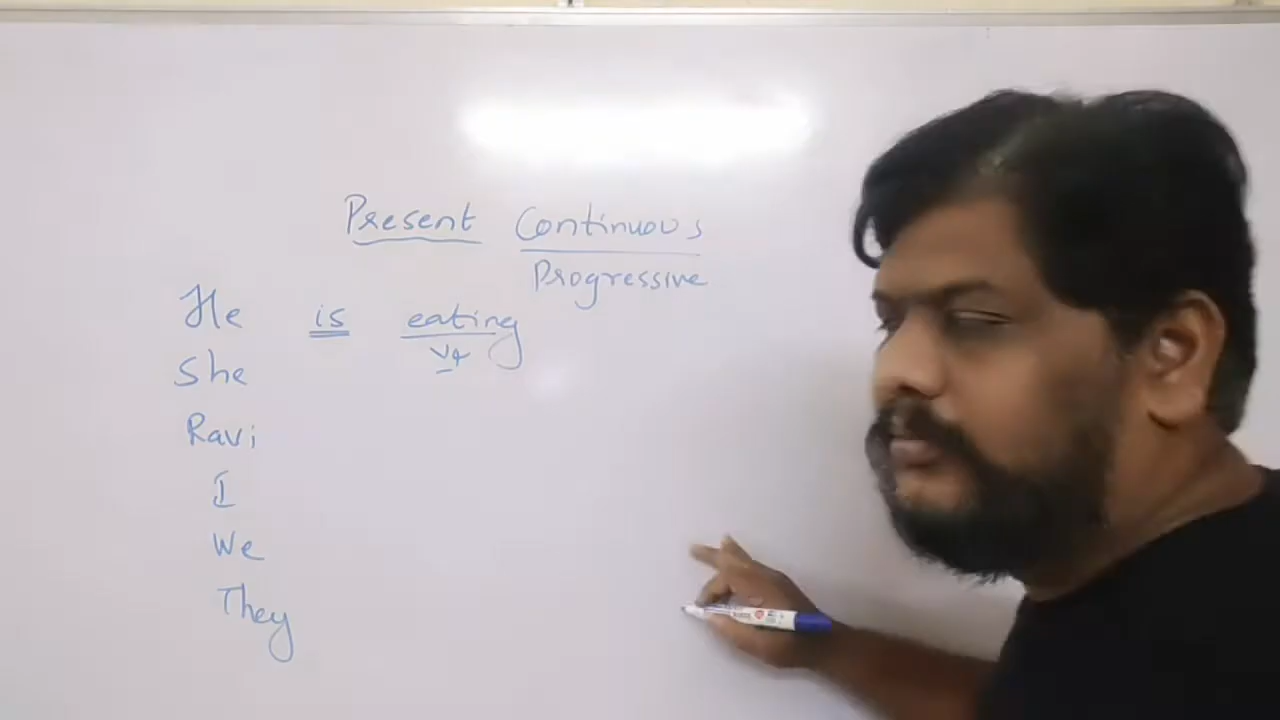 Present Continuous
Progressive
He is eating
V4
She
Ravi
I
We
They